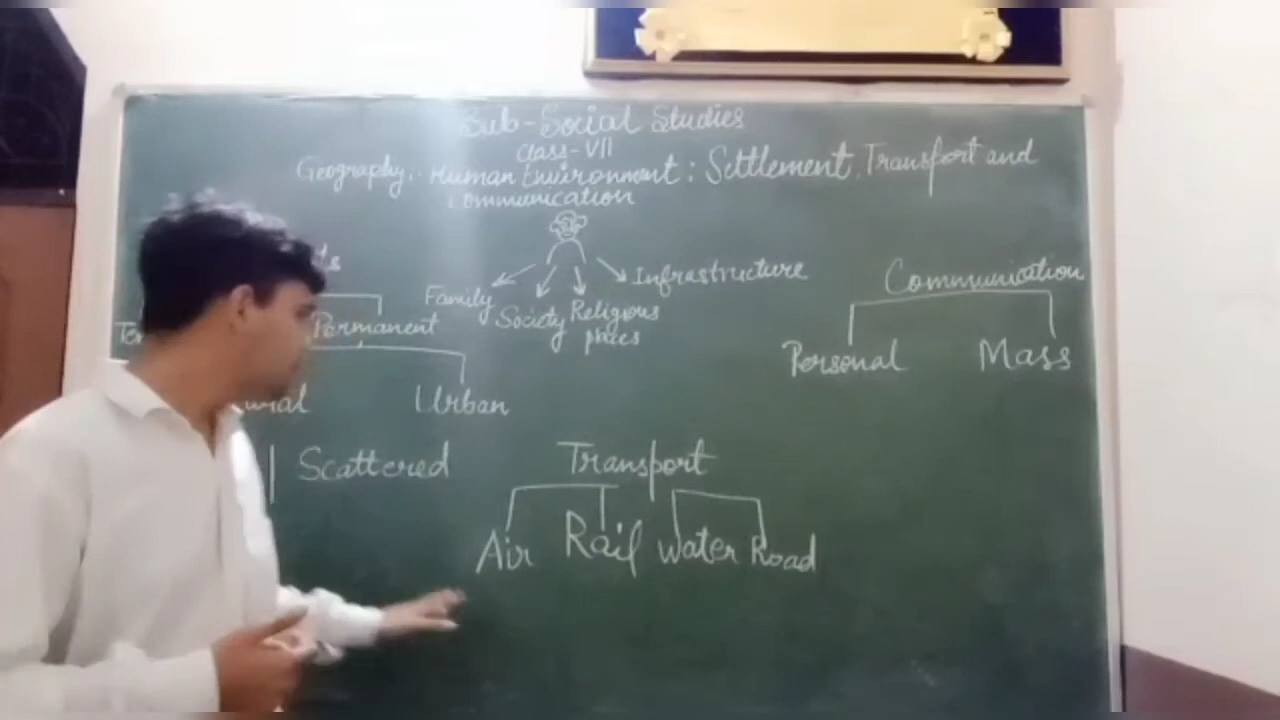 Sub-Social Studies
Class-VII
Geography:- Human Environment: Settlement, Transport and
Communication
Infrastructure
Family
Society
Religious
places
Permanent
Urban
Scattered
Communication
Personal Mass
Transport
Air Rail Water Road